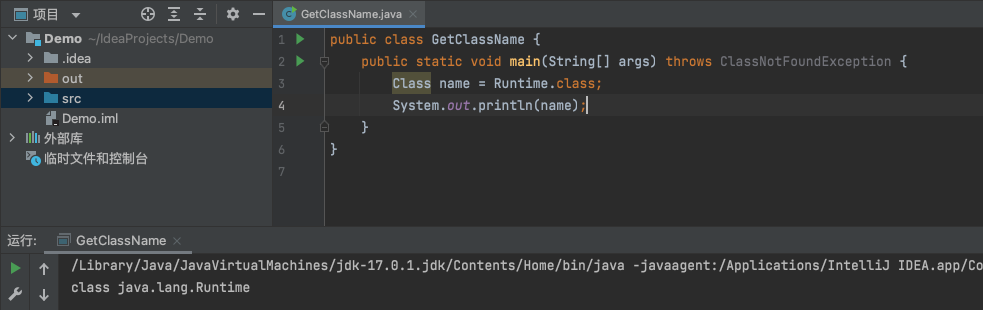 项目
GetClassName.java
Demo ~/IdeaProjects/Demo
.idea
out
src
Demo.iml
外部库
临时文件和控制台
1 public class GetClassName {
2 public static void main(String[] args) throws ClassNotFoundException {
3 Class name = Runtime.class;
4 System.out.println(name);
5 }
6 }
7
运行: GetClassName
/Library/Java/JavaVirtualMachines/jdk-17.0.1.jdk/Contents/Home/bin/java -javaagent:/Applications/IntelliJ IDEA.app/Co
class java.lang.Runtime